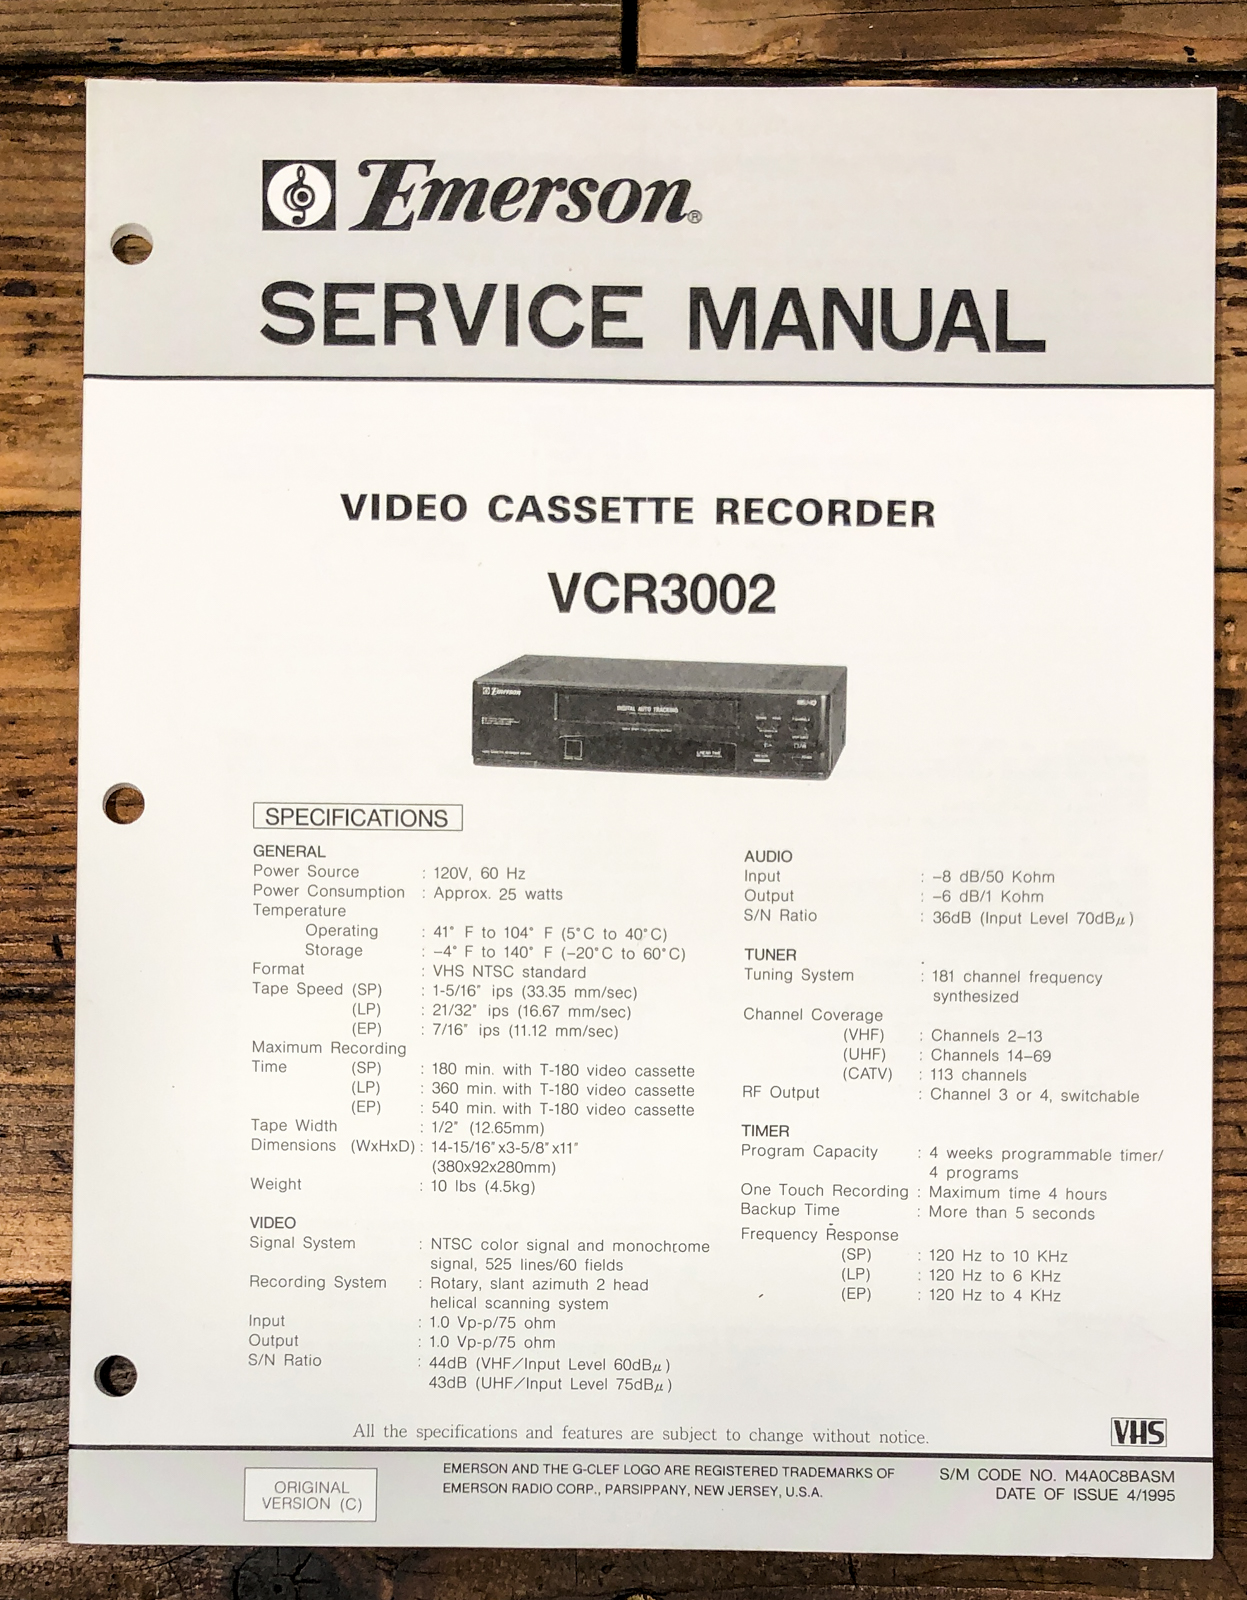 Emerson®
SERVICE MANUAL
VIDEO CASSETTE RECORDER
VCR3002
Emerson
DIGITAL AUTO TRACKING
SPECIFICATIONS
GENERAL
Power Source : 120V, 60 Hz
Power Consumption : Approx. 25 watts
Temperature
Operating : 41° F to 104° F (5°C to 40°C)
Storage : –4° F to 140° F (–20°C to 60°C)
Format : VHS NTSC standard
Tape Speed (SP) : 1-5/16" ips (33.35 mm/sec)
(LP) : 21/32" ips (16.67 mm/sec)
(EP) : 7/16" ips (11.12 mm/sec)
Maximum Recording
Time (SP) : 180 min. with T-180 video cassette
(LP) : 360 min. with T-180 video cassette
(EP) : 540 min. with T-180 video cassette
Tape Width : 1/2" (12.65mm)
Dimensions (WxHxD) : 14-15/16"x3-5/8"x11"
(380x92x280mm)
Weight : 10 lbs (4.5kg)
VIDEO
Signal System : NTSC color signal and monochrome
signal, 525 lines/60 fields
Recording System : Rotary, slant azimuth 2 head
helical scanning system
Input : 1.0 Vp-p/75 ohm
Output : 1.0 Vp-p/75 ohm
S/N Ratio : 44dB (VHF/Input Level 60dBμ)
43dB (UHF/Input Level 75dBμ)
AUDIO
Input : –8 dB/50 Kohm
Output : –6 dB/1 Kohm
S/N Ratio : 36dB (Input Level 70dBμ)
TUNER
Tuning System : 181 channel frequency
synthesized
Channel Coverage
(VHF) : Channels 2–13
(UHF) : Channels 14–69
(CATV) : 113 channels
RF Output : Channel 3 or 4, switchable
TIMER
Program Capacity : 4 weeks programmable timer/
4 programs
One Touch Recording : Maximum time 4 hours
Backup Time : More than 5 seconds
Frequency Response
(SP) : 120 Hz to 10 KHz
(LP) : 120 Hz to 6 KHz
(EP) : 120 Hz to 4 KHz
All the specifications and features are subject to change without notice.
VHS
ORIGINAL
VERSION (C)
EMERSON AND THE G-CLEF LOGO ARE REGISTERED TRADEMARKS OF
EMERSON RADIO CORP., PARSIPPANY, NEW JERSEY, U.S.A.
S/M CODE NO. M4A0C8BASM
DATE OF ISSUE 4/1995